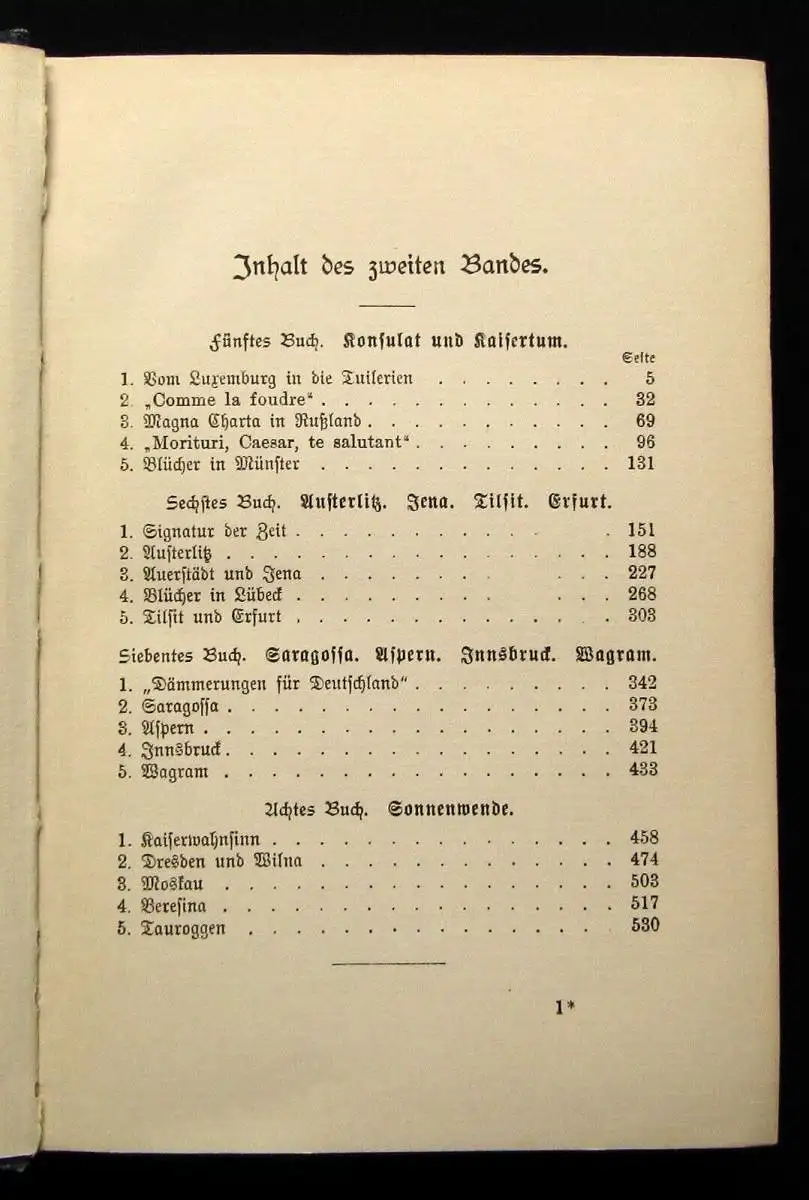 Inhalt des zweiten Bandes.
Fünftes Buch. Konsulat und Kaisertum.
Seite
1. Vom Luxemburg in die Tuilerien . . . . . . . 5
2. „Comme la foudre“ . . . . . . . . . . . . 32
3. Magna Charta in Rußland . . . . . . . . . . 69
4. „Morituri, Caesar, te salutant“ . . . . . . . . 96
5. Blücher in Münster . . . . . . . . . . . . 131
Sechstes Buch. Austerlitz. Jena. Tilsit. Erfurt.
1. Signatur der Zeit . . . . . . . . . . . . 151
2. Austerlitz . . . . . . . . . . . . . . . . 188
3. Auerstädt und Jena . . . . . . . . . . . 227
4. Blücher in Lübeck . . . . . . . . . . . . 268
5. Tilsit und Erfurt . . . . . . . . . . . . . 303
Siebentes Buch. Saragossa. Aspern. Innsbruck. Wagram.
1. „Dämmerungen für Deutschland“ . . . . . . . . 342
2. Saragossa . . . . . . . . . . . . . . . . 373
3. Aspern . . . . . . . . . . . . . . . . . 394
4. Innsbruck . . . . . . . . . . . . . . . . 421
5. Wagram . . . . . . . . . . . . . . . . . 433
Achtes Buch. Sonnenwende.
1. Kaiserwahnsinn . . . . . . . . . . . . . . 458
2. Dresden und Wilna . . . . . . . . . . . . 474
3. Moskau . . . . . . . . . . . . . . . . . 503
4. Beresina . . . . . . . . . . . . . . . . . 517
5. Tauroggen . . . . . . . . . . . . . . . . 530
1*